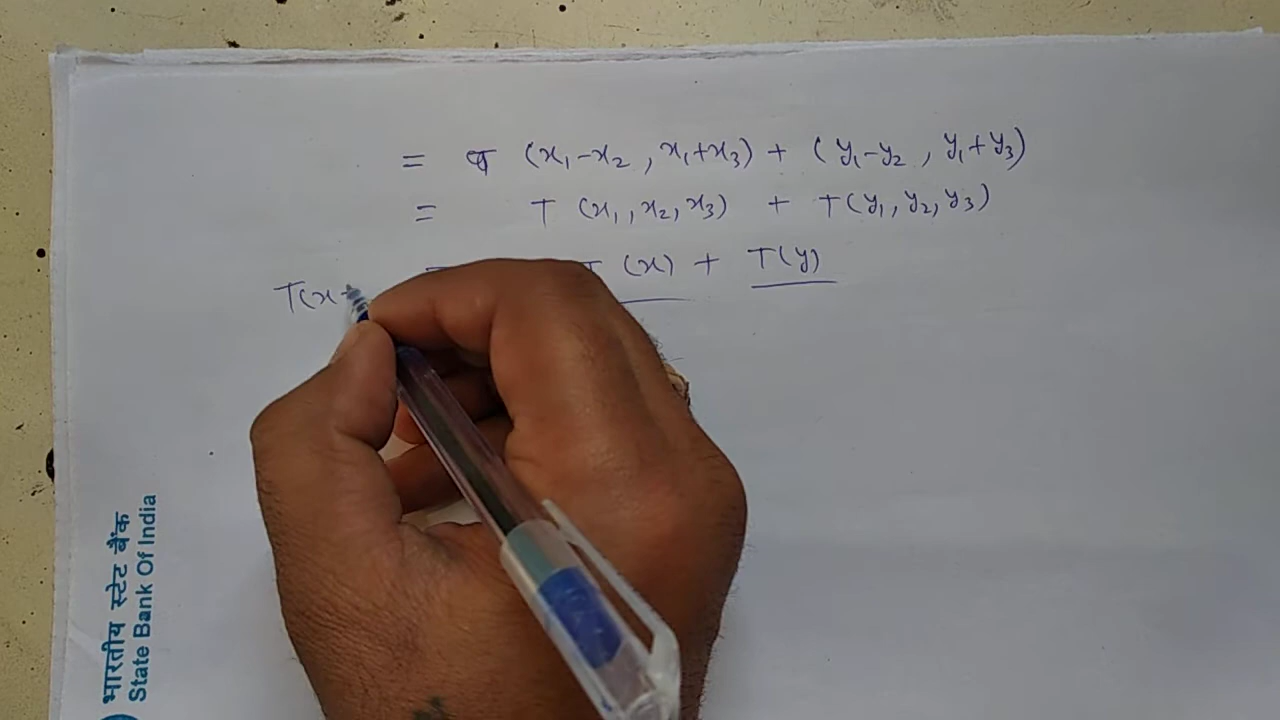 = (x₁-x₂, x₁+x₃) + (y₁-y₂, y₁+y₃)
= T (x₁, x₂, x₃) + T(y₁, y₂, y₃)
T (x) + T(y)
T(x+
भारतीय स्टेट बैंक
State Bank Of India